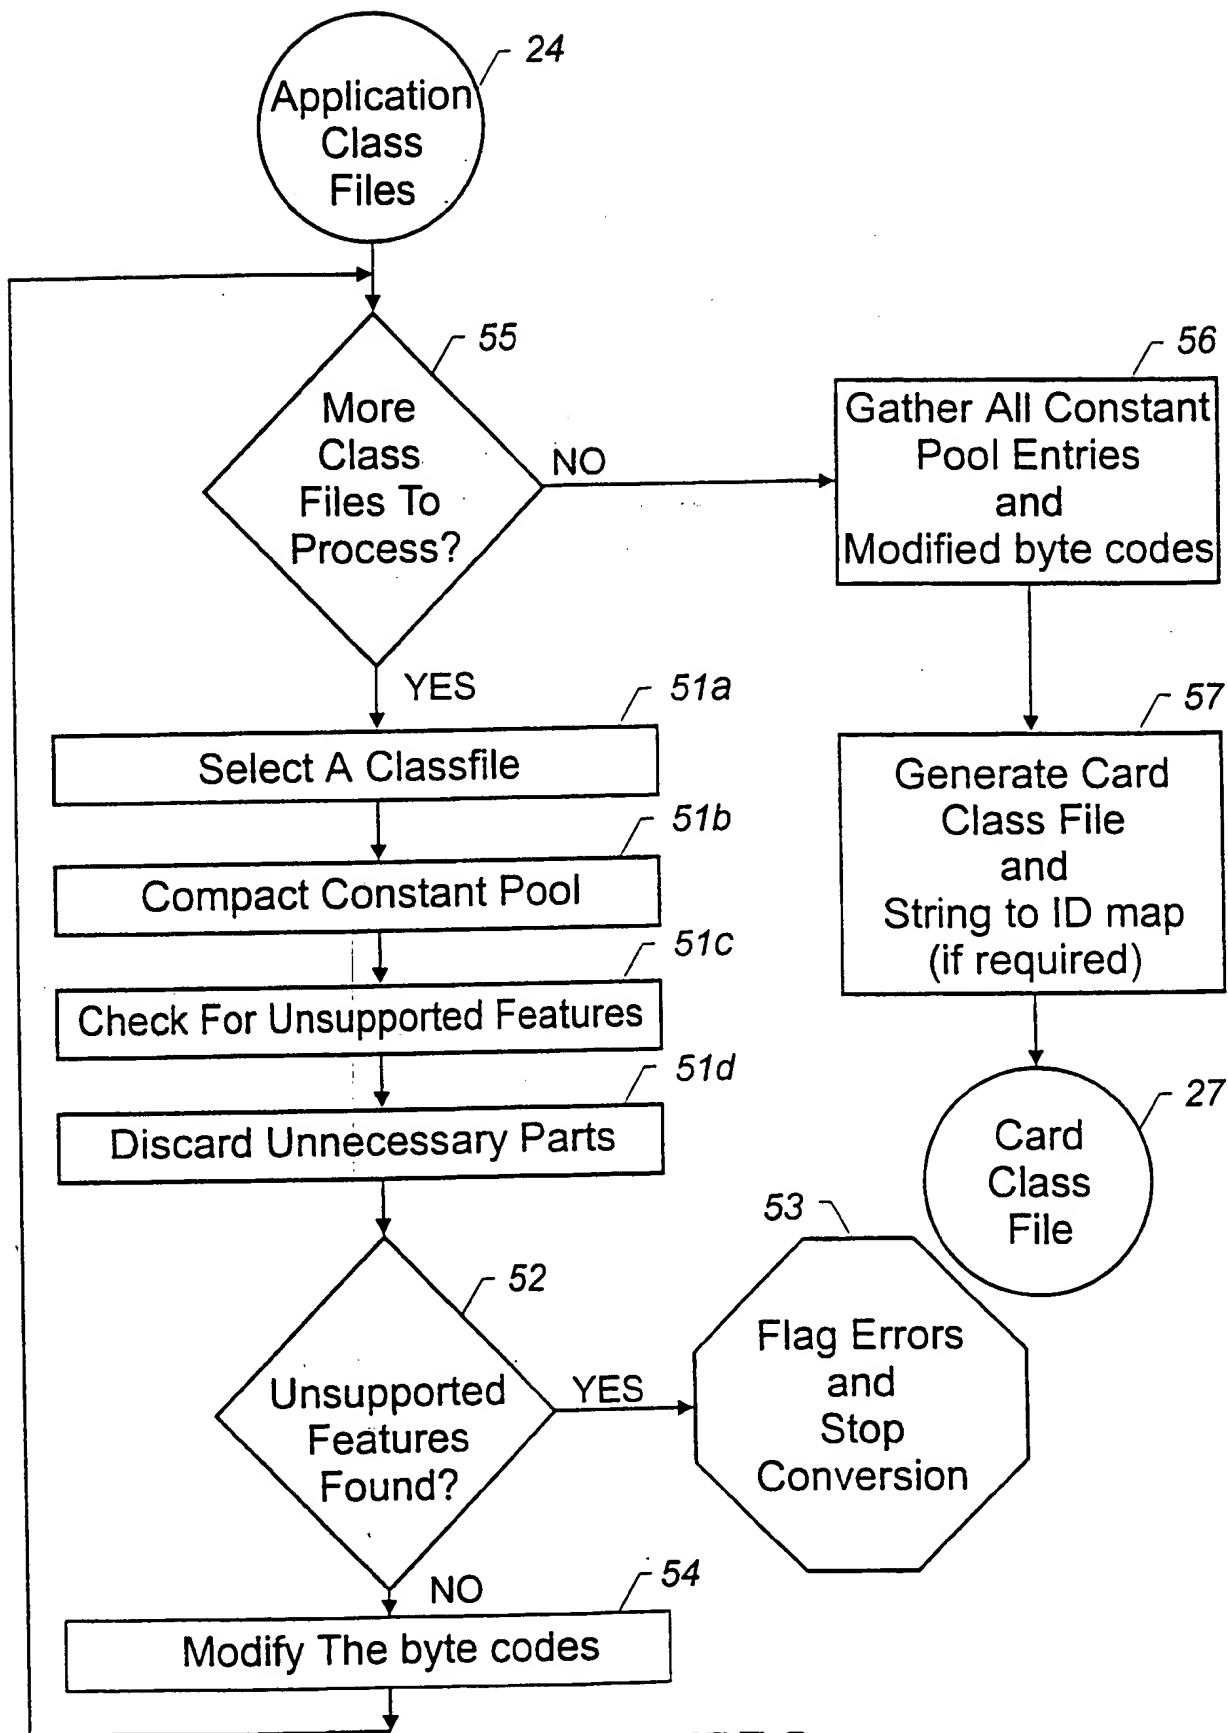 24
Application
Class
Files
55
More
Class
Files To
Process?
NO
YES
56
Gather All Constant
Pool Entries
and
Modified byte codes
57
Generate Card
Class File
and
String to ID map
(if required)
27
Card
Class
File
51a
Select A Classfile
51b
Compact Constant Pool
51c
Check For Unsupported Features
51d
Discard Unnecessary Parts
52
Unsupported
Features
Found?
YES
NO
53
Flag Errors
and
Stop
Conversion
54
Modify The byte codes